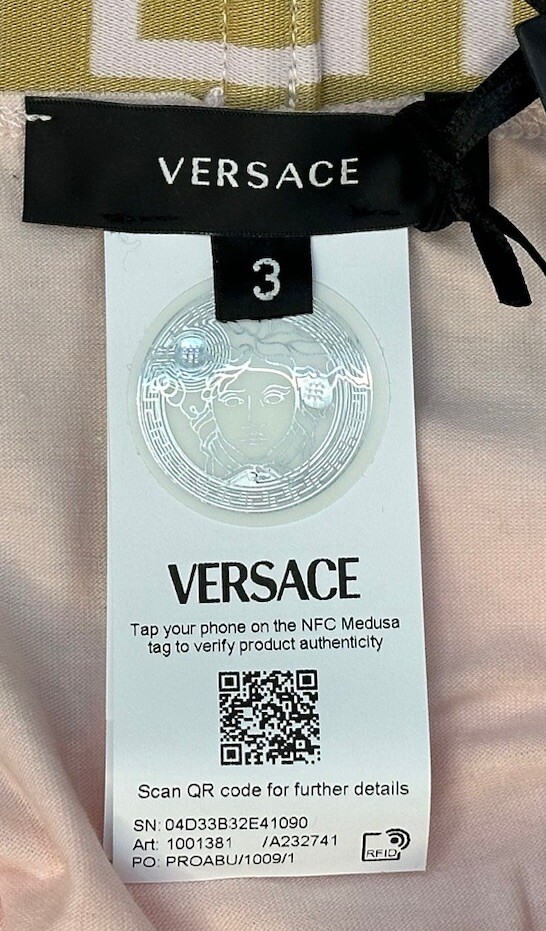 VERSACE
3
VERSACE
Tap your phone on the NFC Medusa
tag to verify product authenticity
Scan QR code for further details
SN: 04D33B32E41090
Art: 1001381 /A232741
PO: PROABU/1009/1
RFID